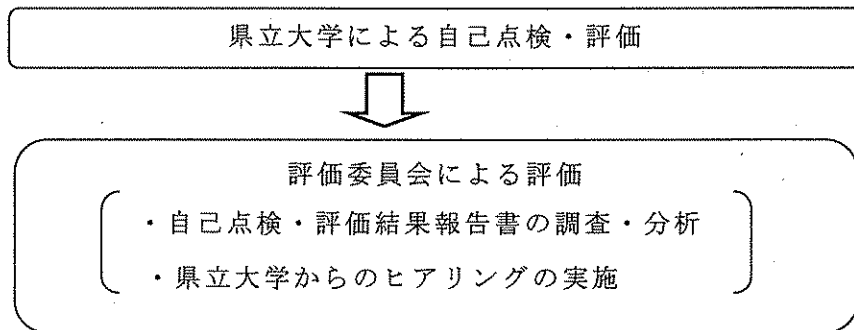 県立大学による自己点検・評価
評価委員会による評価
・自己点検・評価結果報告書の調査・分析
・県立大学からのヒアリングの実施